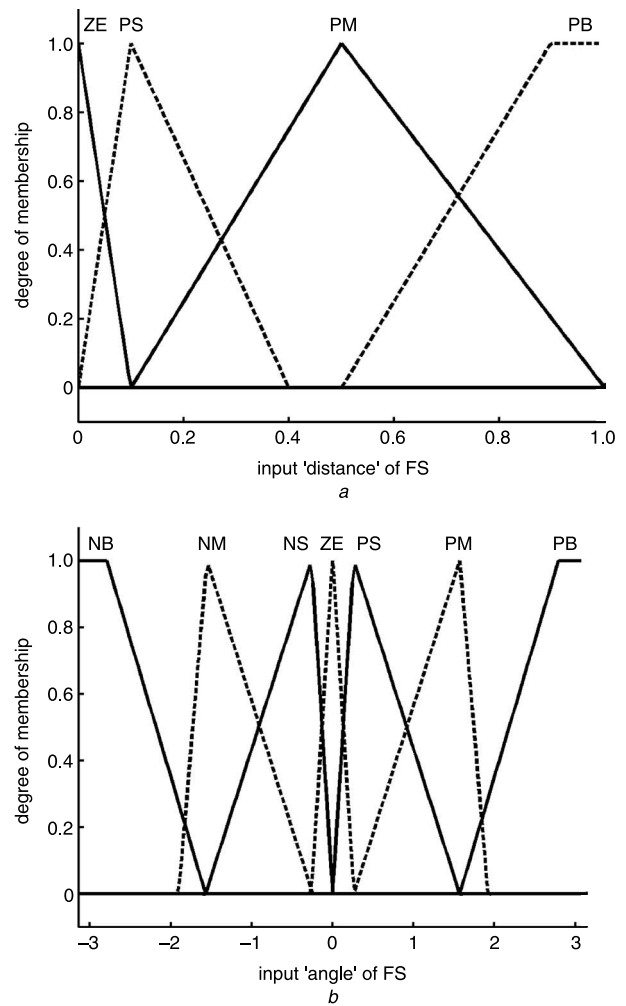 ZE PS PM PB
1.0
0.8
0.6
0.4
0.2
0
degree of membership
0 0.2 0.4 0.6 0.8 1.0
input 'distance' of FS
a
NB NM NS ZE PS PM PB
1.0
0.8
0.6
0.4
0.2
0
degree of membership
–3 –2 –1 0 1 2 3
input 'angle' of FS
b